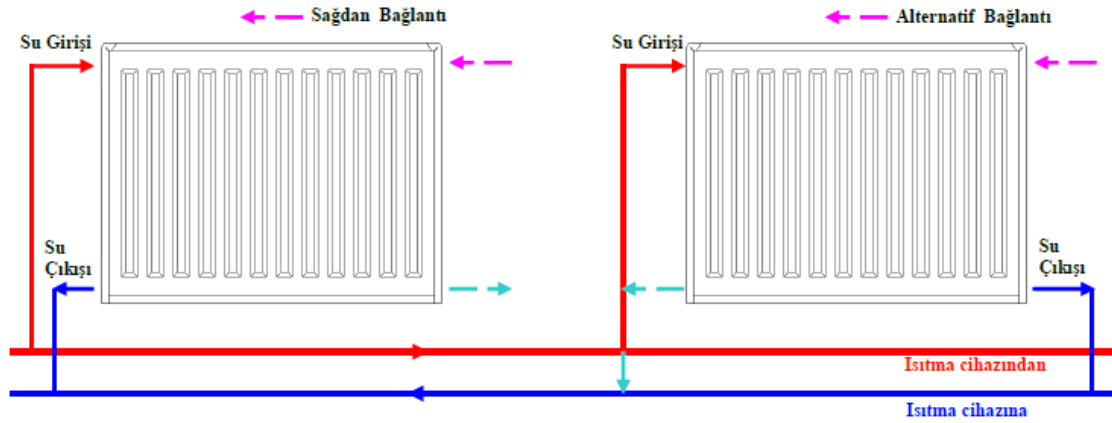 Sağdan Bağlantı
Alternatif Bağlantı
Su Girişi
Su Girişi
Su
Çıkışı
Su
Çıkışı
Isıtma cihazından
Isıtma cihazına